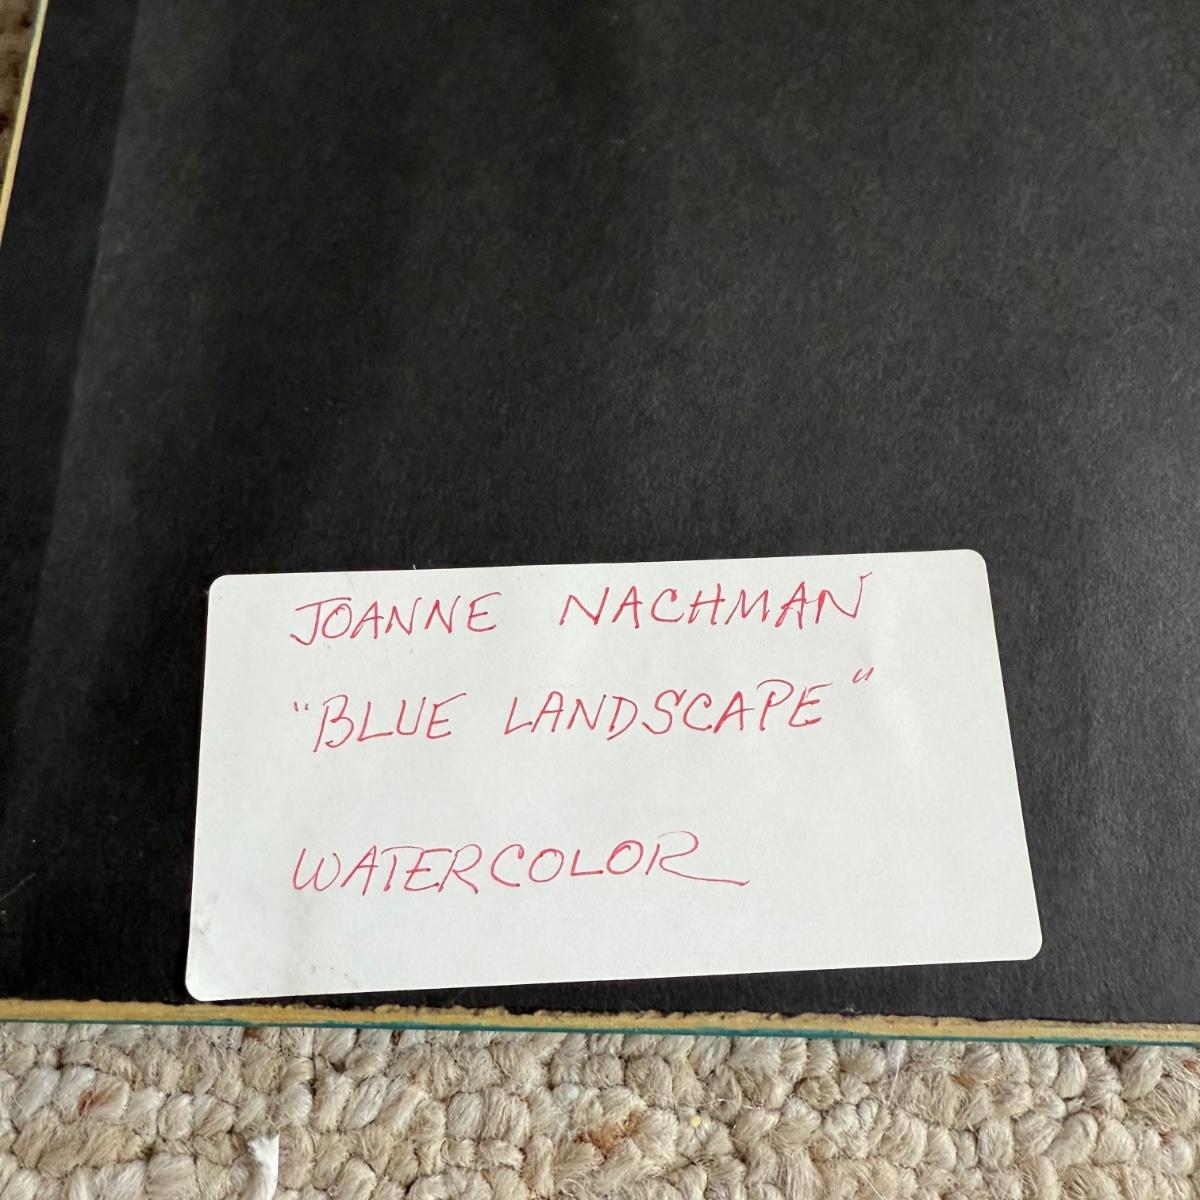 JOANNE NACHMAN
"BLUE LANDSCAPE"
WATERCOLOR